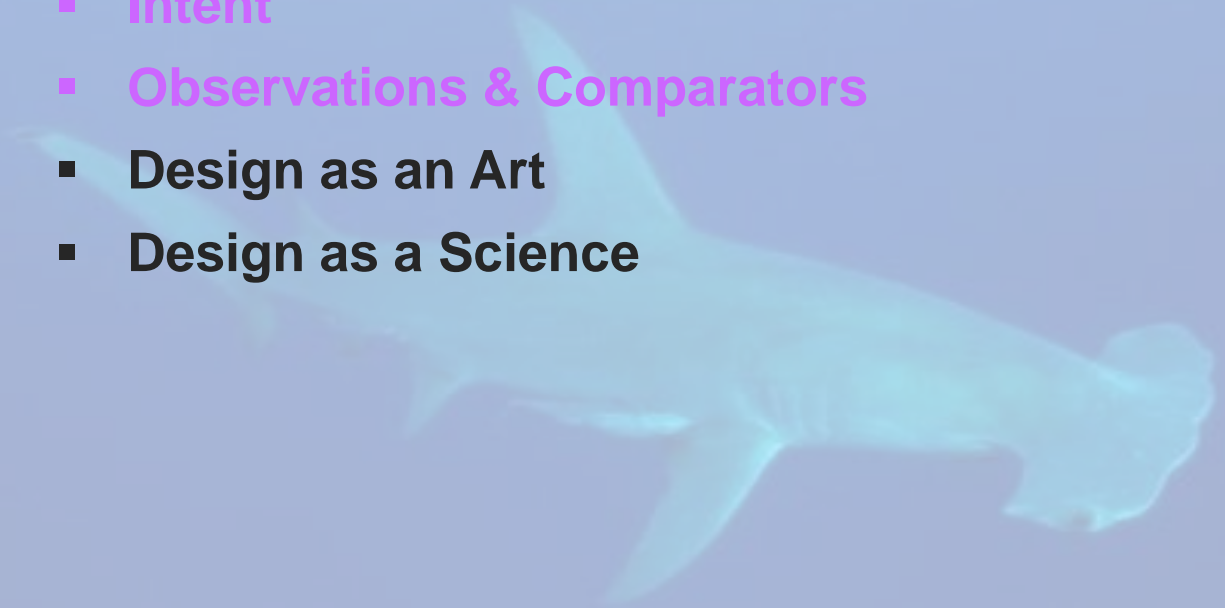 Intent
Observations & Comparators
Design as an Art
Design as a Science